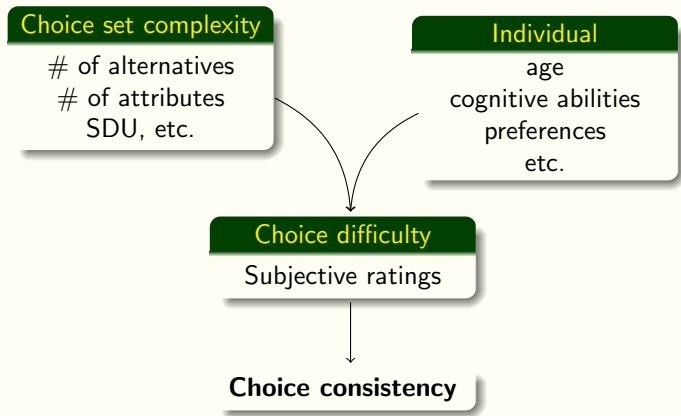 Choice set complexity
# of alternatives
# of attributes
SDU, etc.
Individual
age
cognitive abilities
preferences
etc.
Choice difficulty
Subjective ratings
Choice consistency